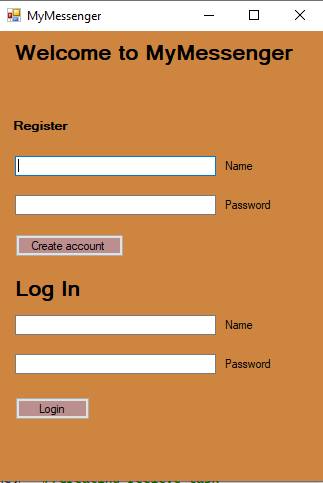 MyMessenger
Welcome to MyMessenger
Register
Name
Password
Create account
Log In
Name
Password
Login